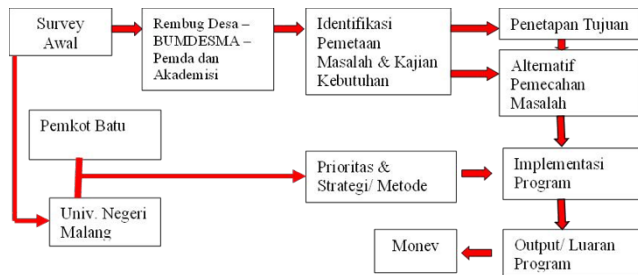 Survey
Awal
Rembug Desa –
BUMDESMA –
Pemda dan
Akademisi
Identifikasi
Pemetaan
Masalah & Kajian
Kebutuhan
Penetapan Tujuan
Alternatif
Pemecahan
Masalah
Pemkot Batu
Univ. Negeri
Malang
Prioritas &
Strategi/ Metode
Implementasi
Program
Monev
Output/ Luaran
Program